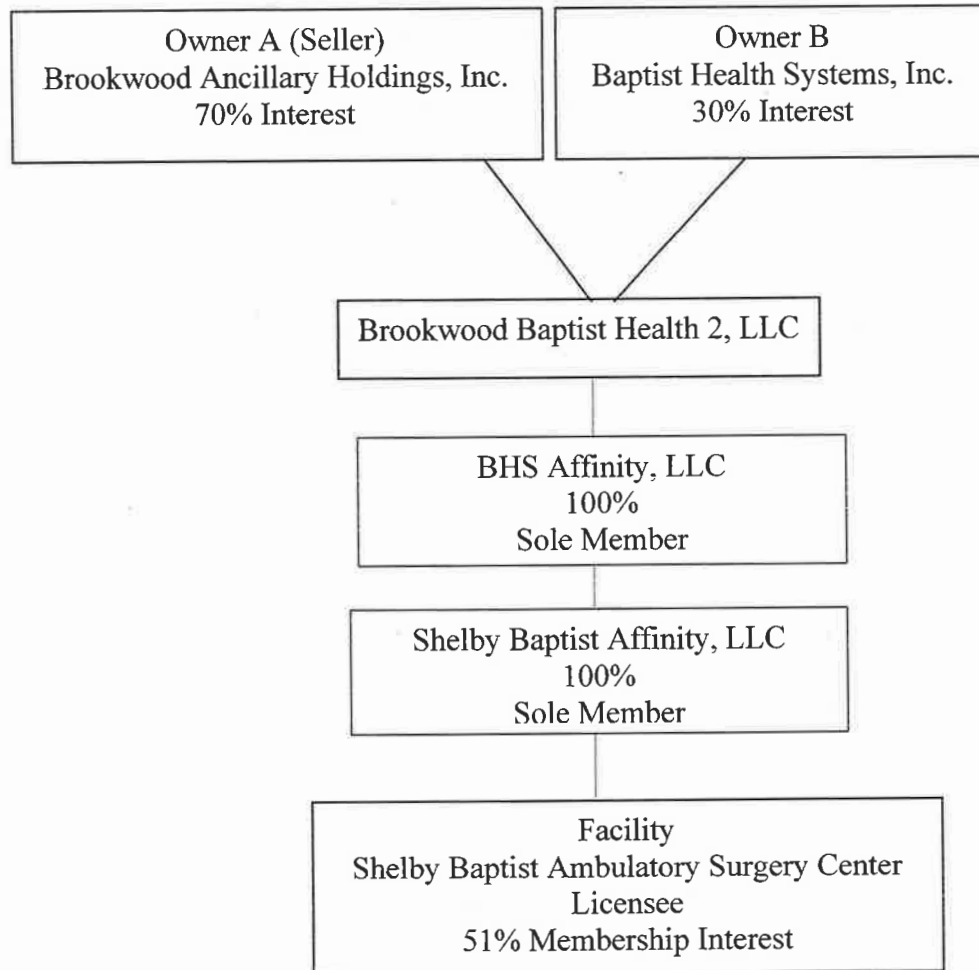 Owner A (Seller)
Brookwood Ancillary Holdings, Inc.
70% Interest
Owner B
Baptist Health Systems, Inc.
30% Interest
Brookwood Baptist Health 2, LLC
BHS Affinity, LLC
100%
Sole Member
Shelby Baptist Affinity, LLC
100%
Sole Member
Facility
Shelby Baptist Ambulatory Surgery Center
Licensee
51% Membership Interest